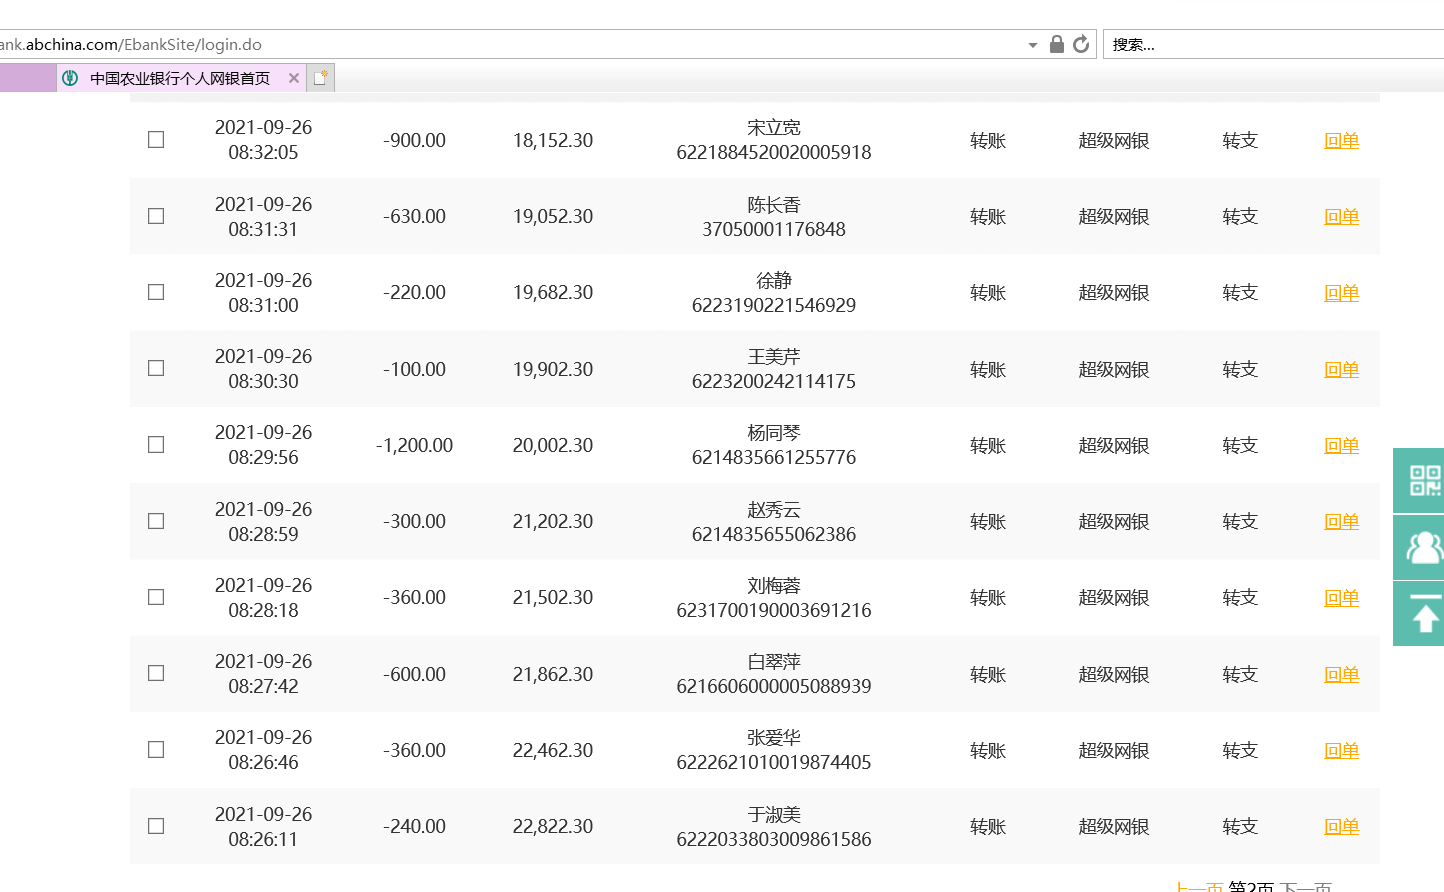 ank.abchina.com/EbankSite/login.do
搜索...
中国农业银行个人网银首页
2021-09-26
08:32:05
-900.00
18,152.30
宋立宽
6221884520020005918
转账
超级网银
转支
回单
2021-09-26
08:31:31
-630.00
19,052.30
陈长香
37050001176848
转账
超级网银
转支
回单
2021-09-26
08:31:00
-220.00
19,682.30
徐静
6223190221546929
转账
超级网银
转支
回单
2021-09-26
08:30:30
-100.00
19,902.30
王美芹
6223200242114175
转账
超级网银
转支
回单
2021-09-26
08:29:56
-1,200.00
20,002.30
杨同琴
6214835661255776
转账
超级网银
转支
回单
2021-09-26
08:28:59
-300.00
21,202.30
赵秀云
6214835655062386
转账
超级网银
转支
回单
2021-09-26
08:28:18
-360.00
21,502.30
刘梅蓉
6231700190003691216
转账
超级网银
转支
回单
2021-09-26
08:27:42
-600.00
21,862.30
白翠萍
6216606000005088939
转账
超级网银
转支
回单
2021-09-26
08:26:46
-360.00
22,462.30
张爱华
6222621010019874405
转账
超级网银
转支
回单
2021-09-26
08:26:11
-240.00
22,822.30
于淑美
6222033803009861586
转账
超级网银
转支
回单
上一页 第2页 下一页